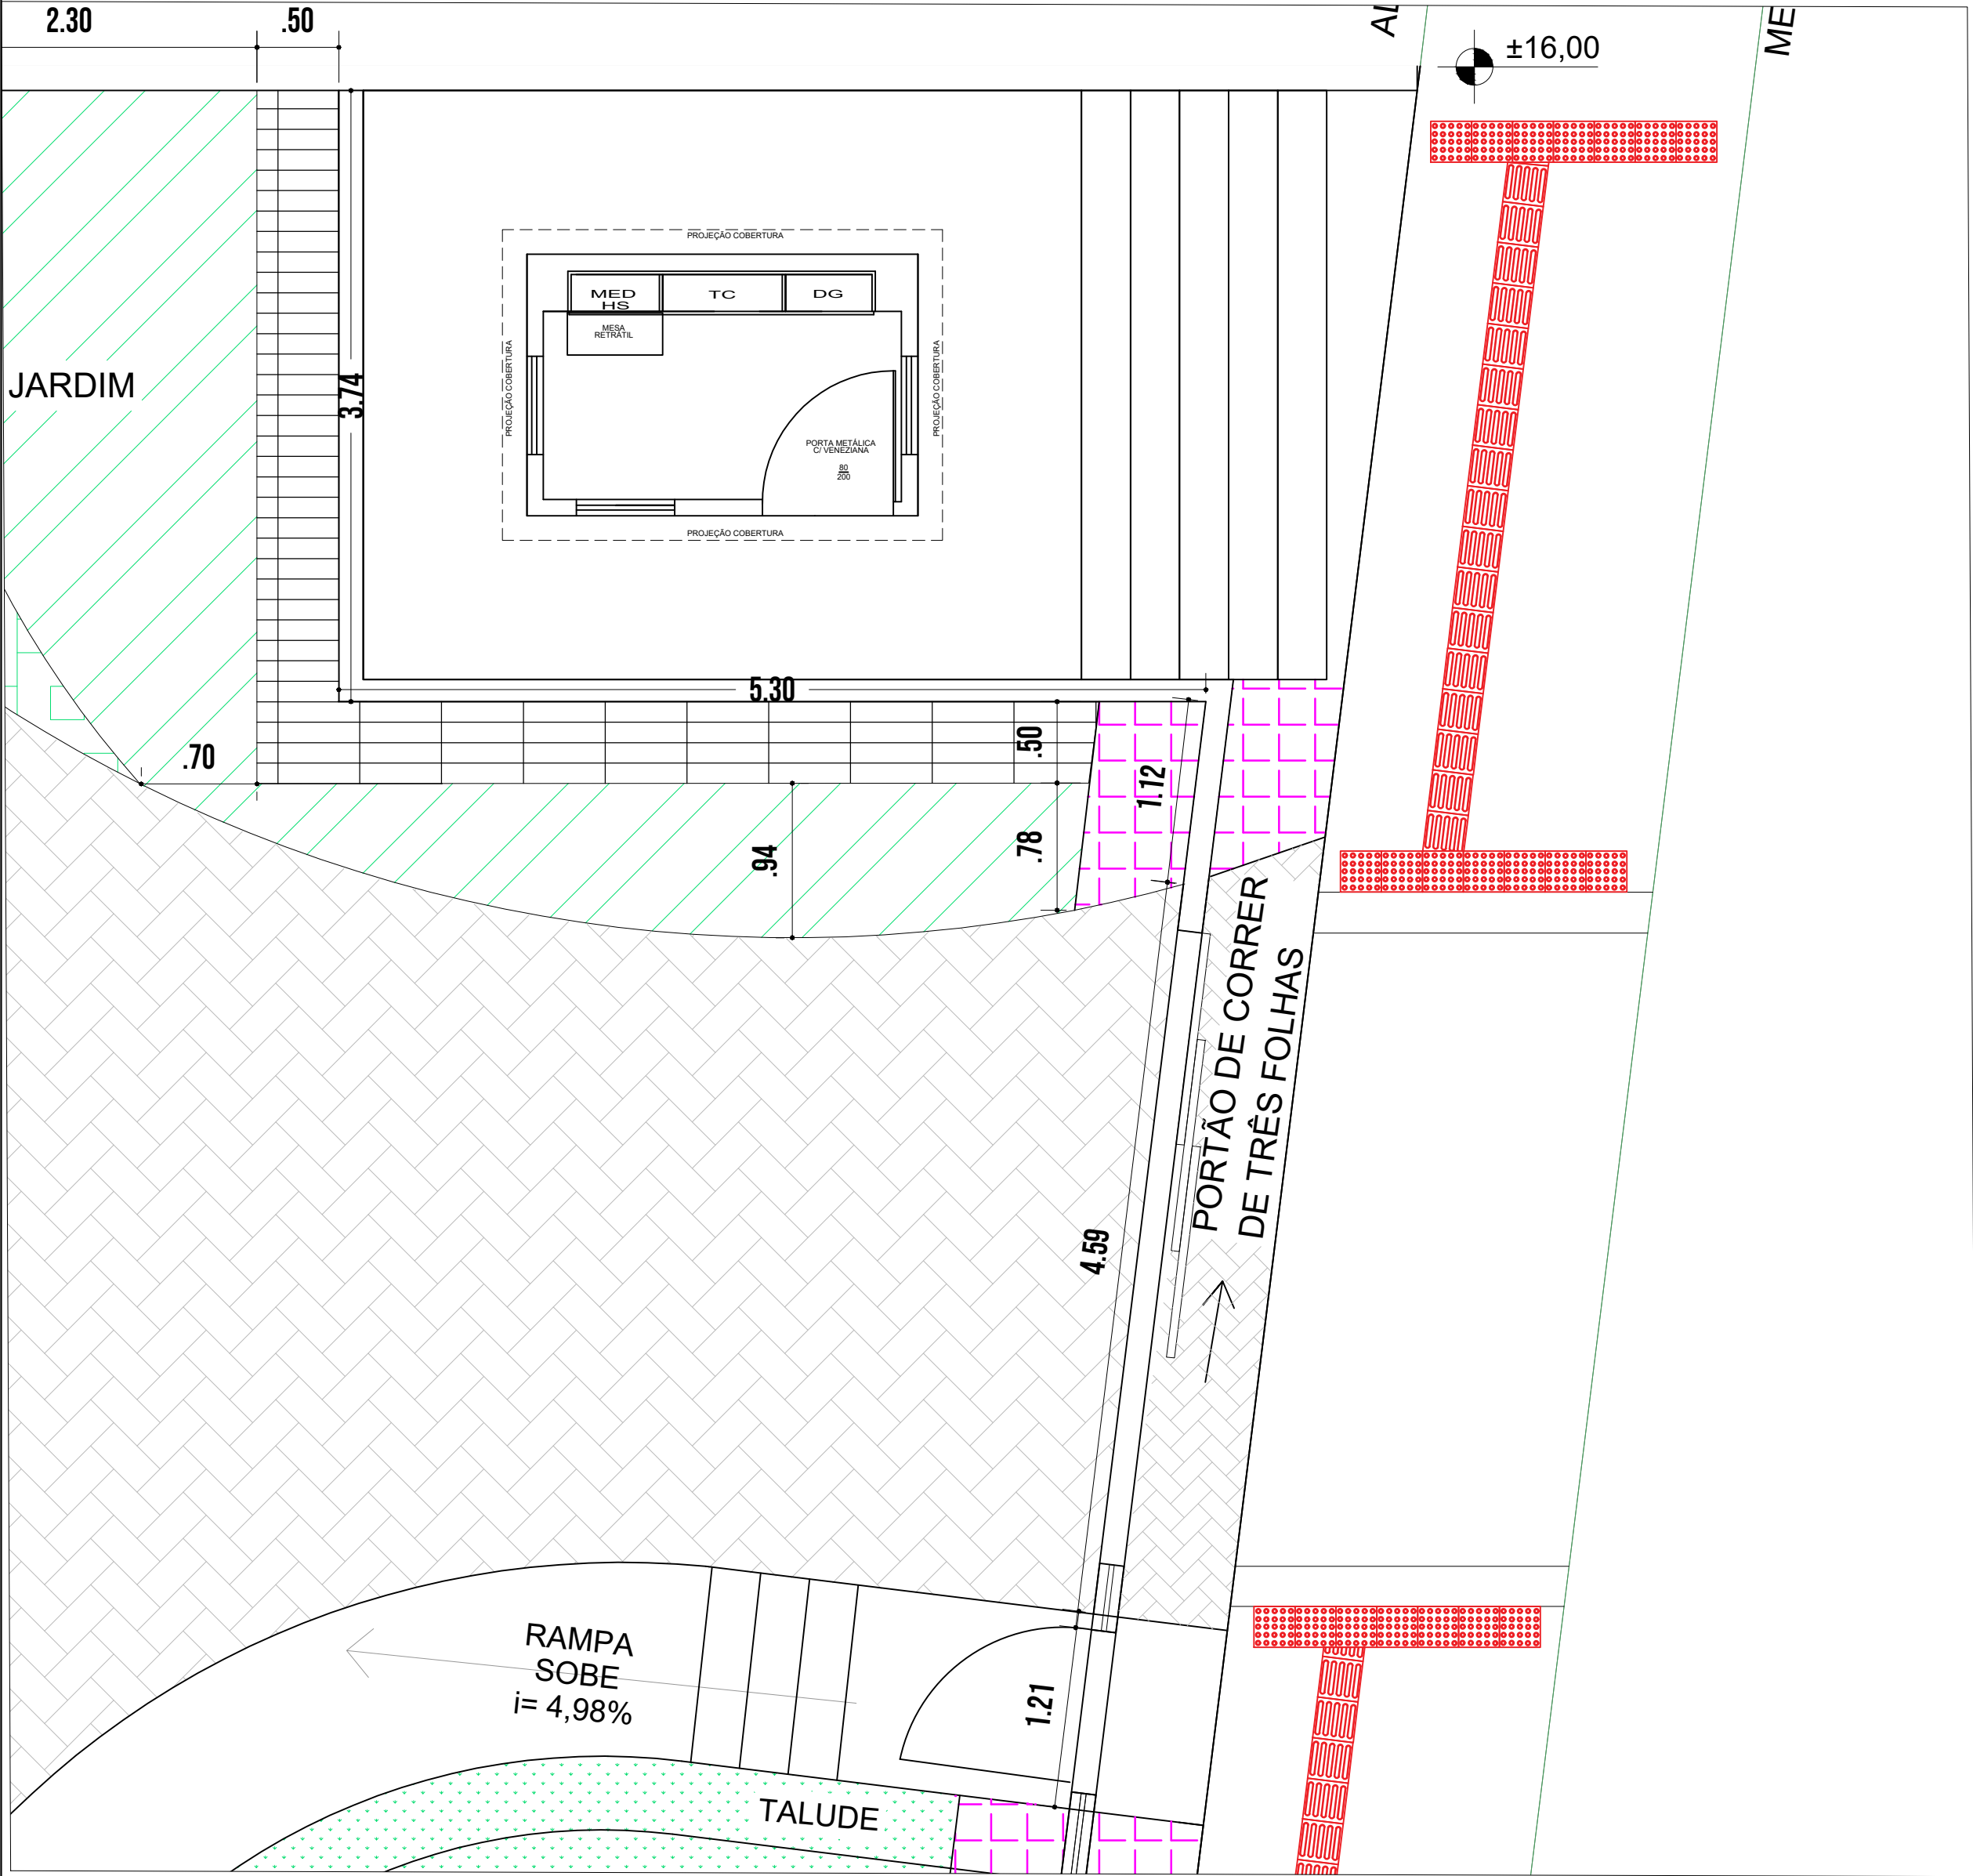 2.30
.50
AL
±16,00
ME
PROJEÇÃO COBERTURA
MED
HS
TC
DG
MESA
RETRÁTIL
PROJEÇÃO COBERTURA
PROJEÇÃO COBERTURA
JARDIM
3.74
PORTA METÁLICA
C/ VENEZIANA
80
200
PROJEÇÃO COBERTURA
5.30
.70
.50
1.12
.78
.94
PORTÃO DE CORRER
DE TRÊS FOLHAS
4.59
RAMPA
SOBE
i= 4,98%
1.21
TALUDE